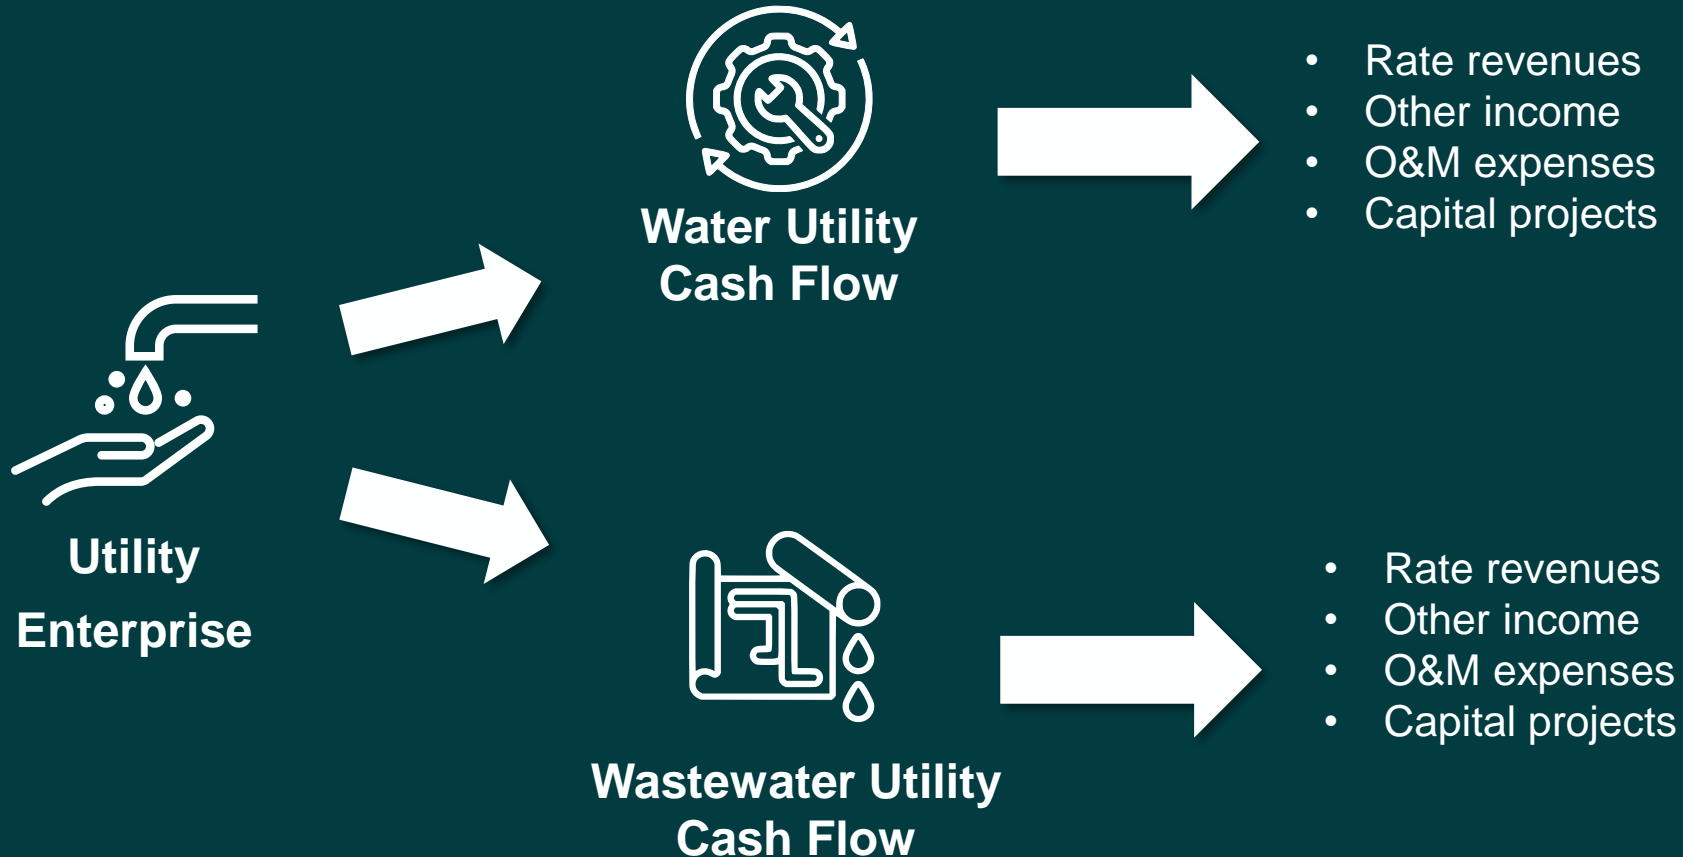 Utility
Enterprise
Water Utility
Cash Flow
• Rate revenues
• Other income
• O&M expenses
• Capital projects
Wastewater Utility
Cash Flow
• Rate revenues
• Other income
• O&M expenses
• Capital projects